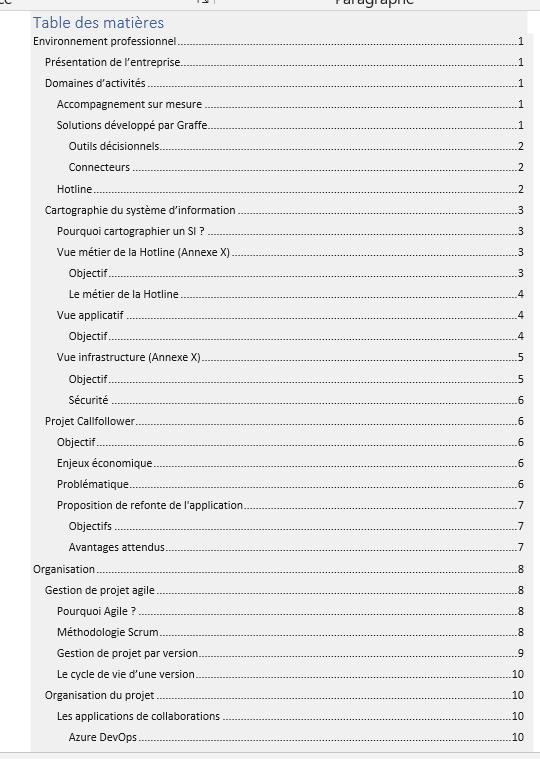 Paragraphe
Table des matières
Environnement professionnel 1
Présentation de l'entreprise 1
Domaines d'activités 1
Accompagnement sur mesure 1
Solutions développé par Graffe 1
Outils décisionnels 2
Connecteurs 2
Hotline 2
Cartographie du système d'information 3
Pourquoi cartographier un SI ? 3
Vue métier de la Hotline (Annexe X) 3
Objectif 3
Le métier de la Hotline 4
Vue applicatif 4
Objectif 4
Vue infrastructure (Annexe X) 5
Objectif 5
Sécurité 6
Projet Callfollower 6
Objectif 6
Enjeux économique 6
Problématique 6
Proposition de refonte de l'application 7
Objectifs 7
Avantages attendus 7
Organisation 8
Gestion de projet agile 8
Pourquoi Agile ? 8
Méthodologie Scrum 8
Gestion de projet par version 9
Le cycle de vie d'une version 10
Organisation du projet 10
Les applications de collaborations 10
Azure DevOps 10